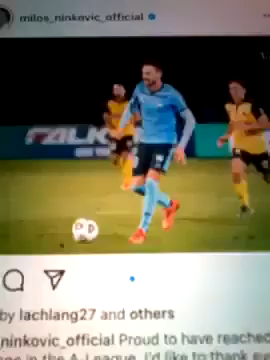 milos_ninkovic_official
FALK
by lachlang27 and others
ninkovic_official Proud to have reached
in the A-League. I'd like to thank